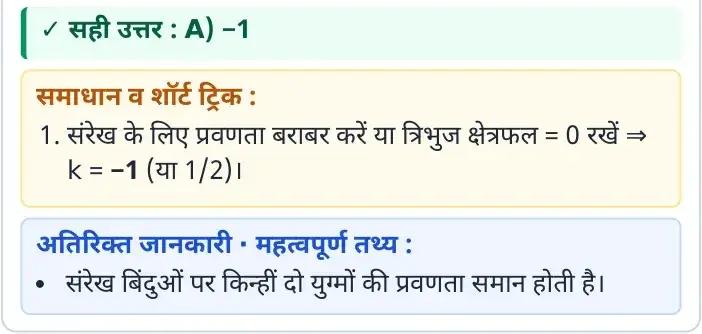 ✓ सही उत्तर : A) −1
समाधान व शॉर्ट ट्रिक :
1. संरेख के लिए प्रवणता बराबर करें या त्रिभुज क्षेत्रफल = 0 रखें ⇒
k = −1 (या 1/2)।
अतिरिक्त जानकारी · महत्वपूर्ण तथ्य :
• संरेख बिंदुओं पर किन्हीं दो युग्मों की प्रवणता समान होती है।